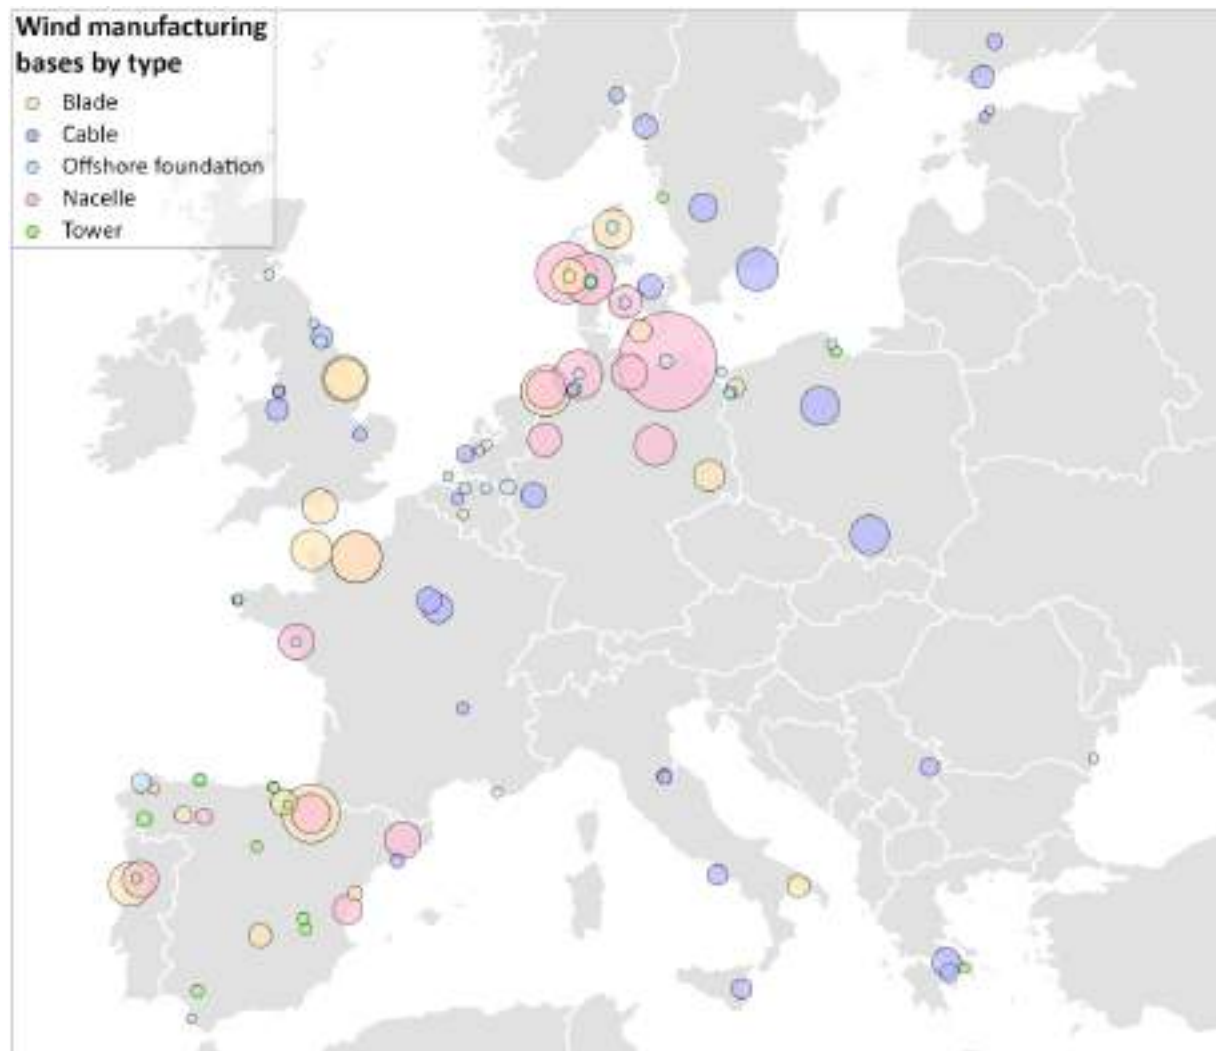 Wind manufacturing
bases by type
Blade
Cable
Offshore foundation
Nacelle
Tower